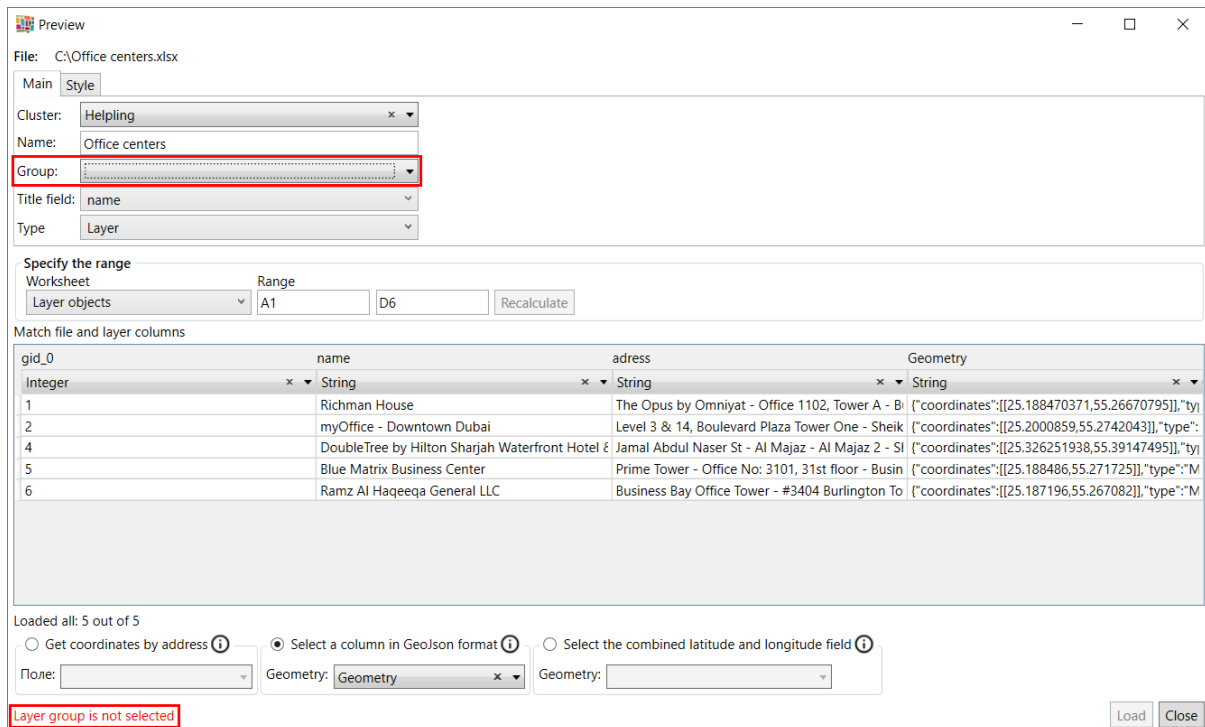 Preview
File: C:\Office centers.xlsx
Main Style
Cluster: Helpling
Name: Office centers
Group:
Title field: name
Type Layer
Specify the range
Worksheet Range
Layer objects A1 D6 Recalculate
Match file and layer columns
gid_0 name adress Geometry
Integer String String String
1 Richman House The Opus by Omniyat - Office 1102, Tower A - B {"coordinates":[[25.188470371,55.26670795]],"ty
2 myOffice - Downtown Dubai Level 3 & 14, Boulevard Plaza Tower One - Sheik {"coordinates":[[25.2000859,55.2742043]],"type":
4 DoubleTree by Hilton Sharjah Waterfront Hotel & Jamal Abdul Naser St - Al Majaz - Al Majaz 2 - S {"coordinates":[[25.326251938,55.39147495]],"ty
5 Blue Matrix Business Center Prime Tower - Office No: 3101, 31st floor - Busin {"coordinates":[[25.188486,55.271725]],"type":"M
6 Ramz Al Haqeeqa General LLC Business Bay Office Tower - #3404 Burlington To {"coordinates":[[25.187196,55.267082]],"type":"M
Loaded all: 5 out of 5
Get coordinates by address Select a column in GeoJson format Select the combined latitude and longitude field
Поле: Geometry: Geometry Geometry:
Layer group is not selected Load Close